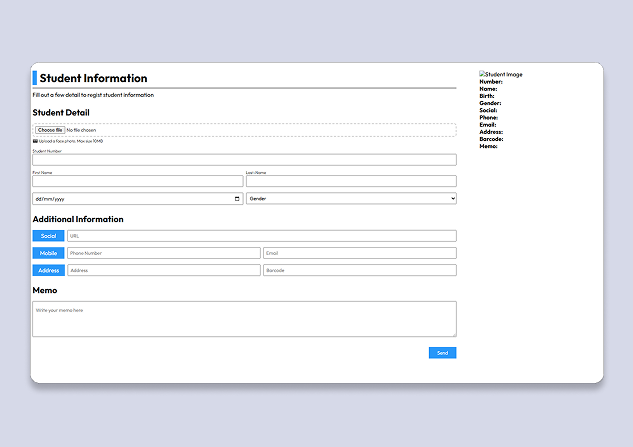 Student Information
Fill out a few detail to regist student information
Student Detail
Choose file No file chosen
Upload a face photo. Max size 10MB
Student Number
First Name Last Name
dd/mm/yyyy Gender
Additional Information
Social URL
Mobile Phone Number Email
Address Address Barcode
Memo
Write your memo here
Send
Student Image
Number:
Name:
Birth:
Gender:
Social:
Phone:
Email:
Address:
Barcode:
Memo: